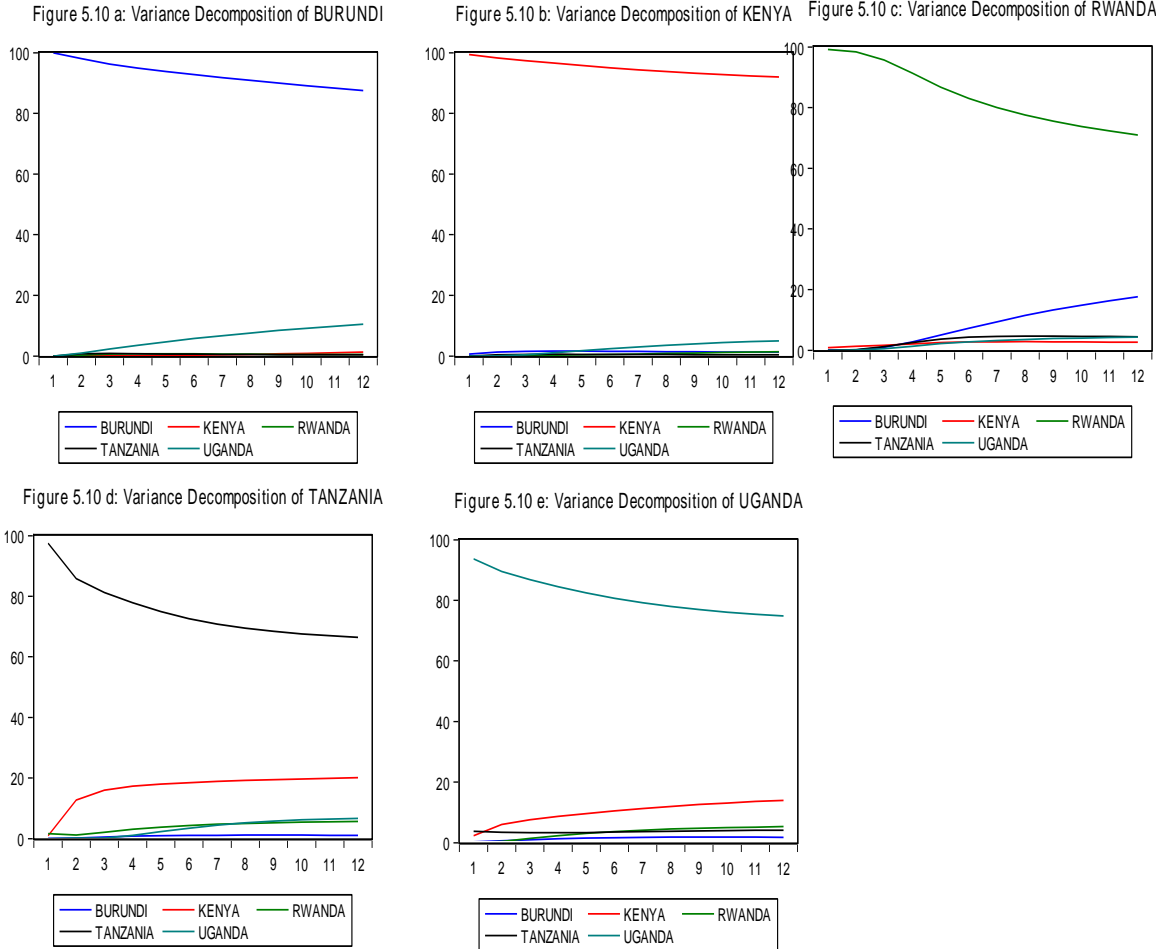 Figure 5.10 a: Variance Decomposition of BURUNDI
100
80
60
40
20
0
1 2 3 4 5 6 7 8 9 10 11 12
BURUNDI KENYA RWANDA
TANZANIA UGANDA
Figure 5.10 b: Variance Decomposition of KENYA
100
80
60
40
20
0
1 2 3 4 5 6 7 8 9 10 11 12
BURUNDI KENYA RWANDA
TANZANIA UGANDA
Figure 5.10 c: Variance Decomposition of RWANDA
100
80
60
40
20
0
1 2 3 4 5 6 7 8 9 10 11 12
BURUNDI KENYA RWANDA
TANZANIA UGANDA
Figure 5.10 d: Variance Decomposition of TANZANIA
100
80
60
40
20
0
1 2 3 4 5 6 7 8 9 10 11 12
BURUNDI KENYA RWANDA
TANZANIA UGANDA
Figure 5.10 e: Variance Decomposition of UGANDA
100
80
60
40
20
0
1 2 3 4 5 6 7 8 9 10 11 12
BURUNDI KENYA RWANDA
TANZANIA UGANDA